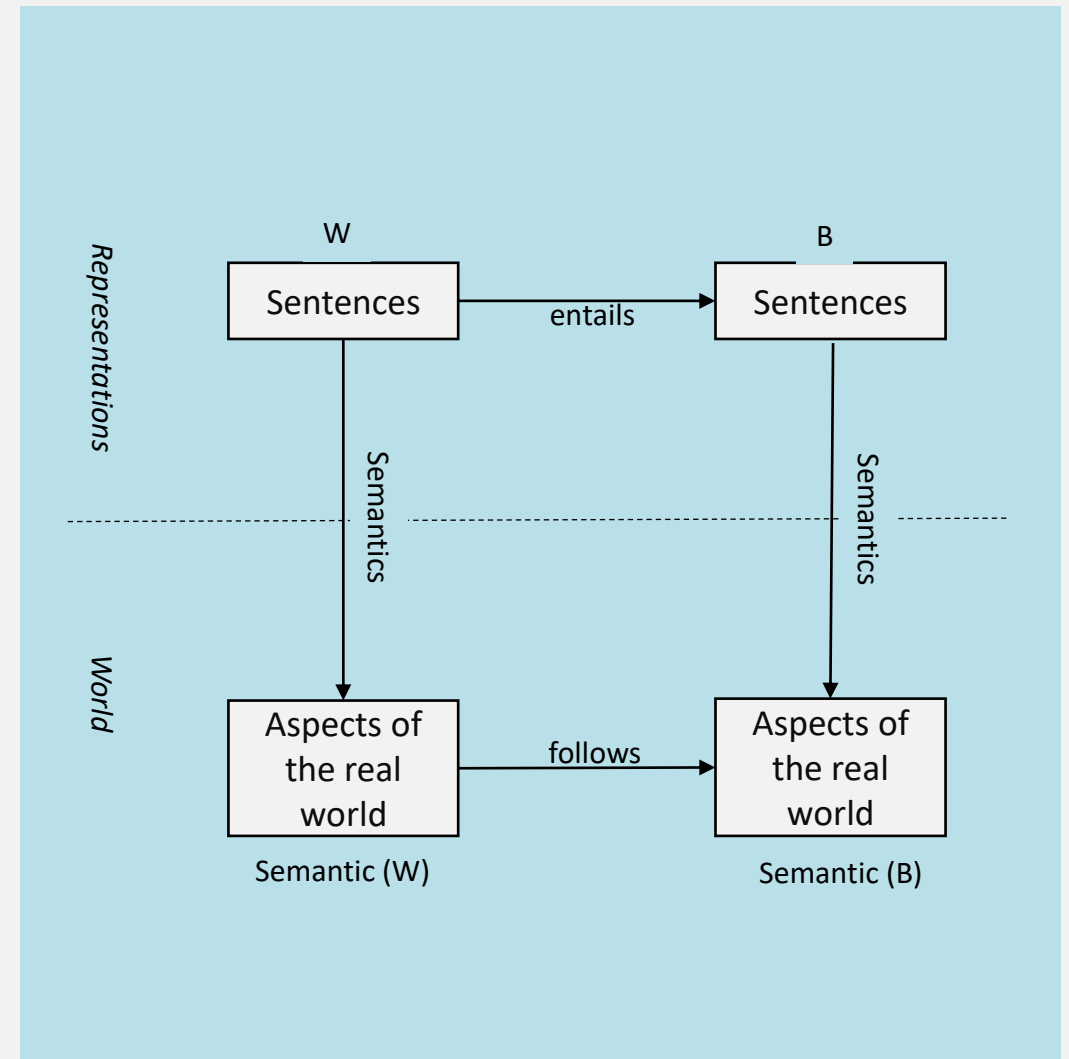 W
B
Representations
Sentences
entails
Sentences
Semantics
Semantics
World
Aspects of
the real
world
follows
Aspects of
the real
world
Semantic (W)
Semantic (B)